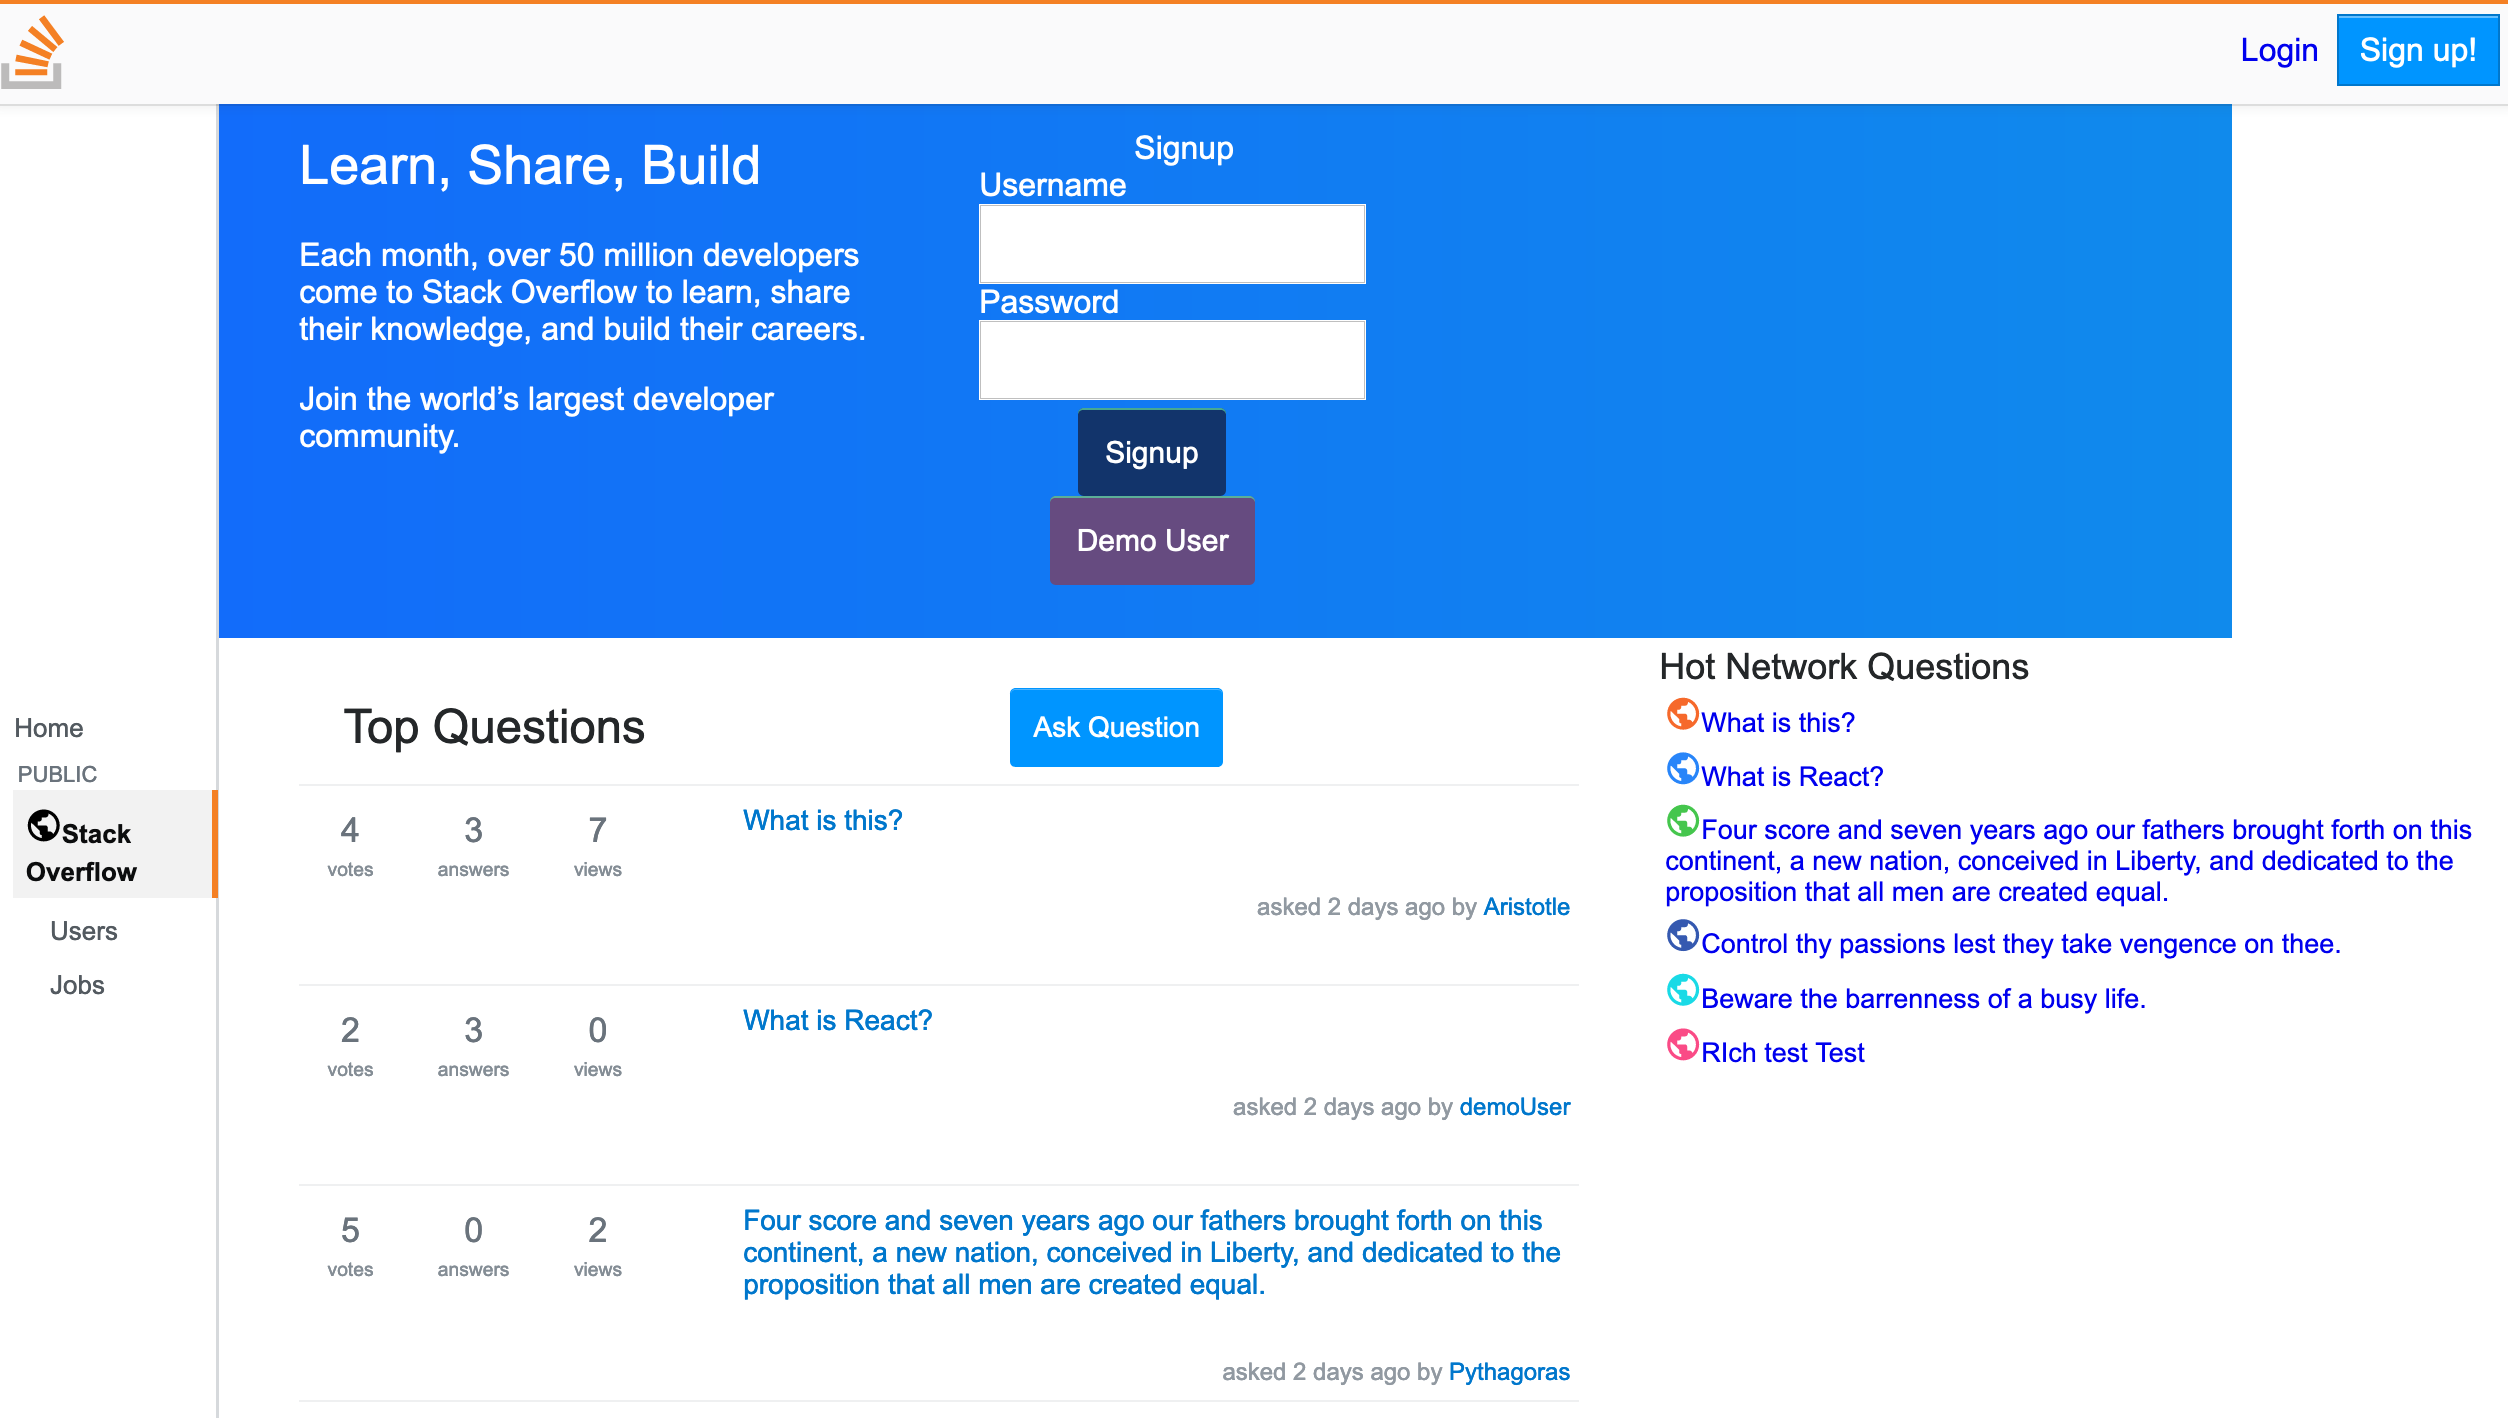 Login
Sign up!
Learn, Share, Build
Each month, over 50 million developers
come to Stack Overflow to learn, share
their knowledge, and build their careers.
Join the world’s largest developer
community.
Signup
Username
Password
Signup
Demo User
Home
PUBLIC
Stack
Overflow
Users
Jobs
Top Questions
Ask Question
4 3 7
votes answers views
What is this?
asked 2 days ago by Aristotle
2 3 0
votes answers views
What is React?
asked 2 days ago by demoUser
5 0 2
votes answers views
Four score and seven years ago our fathers brought forth on this
continent, a new nation, conceived in Liberty, and dedicated to the
proposition that all men are created equal.
asked 2 days ago by Pythagoras
Hot Network Questions
What is this?
What is React?
Four score and seven years ago our fathers brought forth on this
continent, a new nation, conceived in Liberty, and dedicated to the
proposition that all men are created equal.
Control thy passions lest they take vengence on thee.
Beware the barrenness of a busy life.
RIch test Test